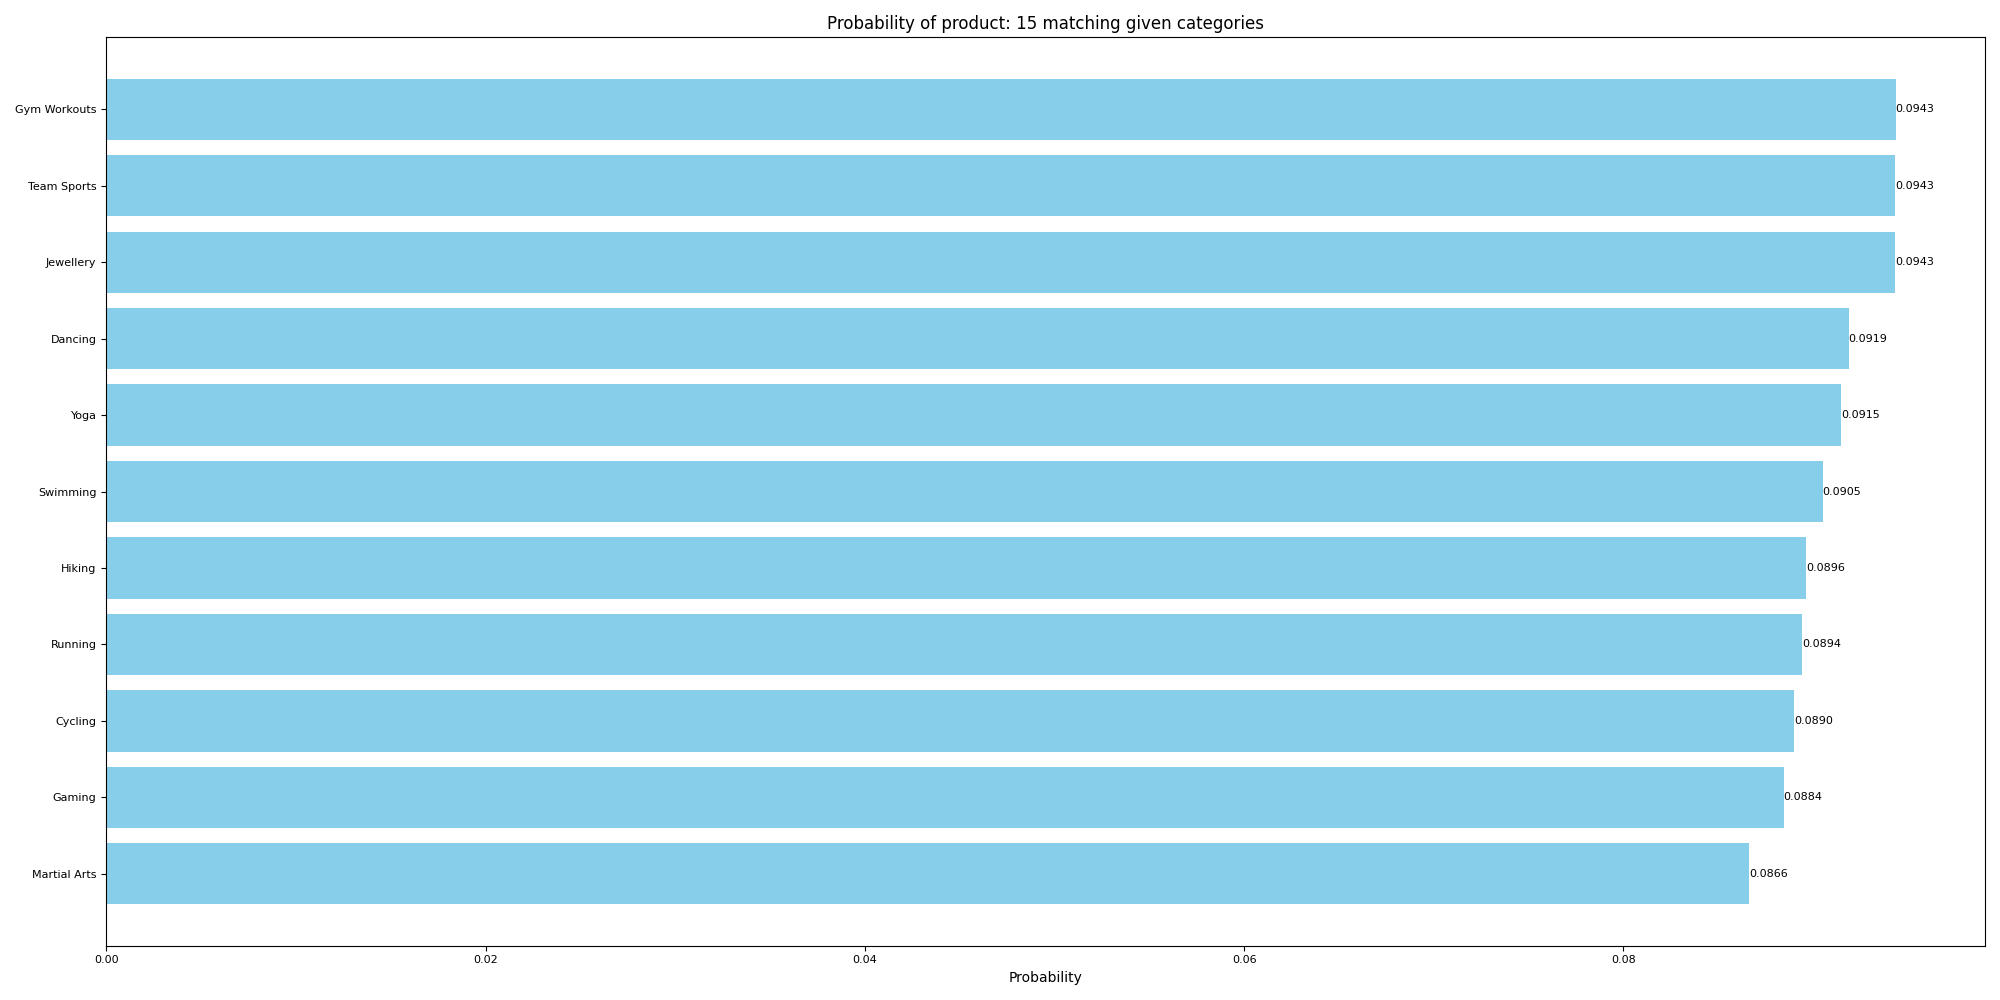 Probability of product: 15 matching given categories
Gym Workouts 0.0943
Team Sports 0.0943
Jewellery 0.0943
Dancing 0.0919
Yoga 0.0915
Swimming 0.0905
Hiking 0.0896
Running 0.0894
Cycling 0.0890
Gaming 0.0884
Martial Arts 0.0866
0.00 0.02 0.04 0.06 0.08
Probability